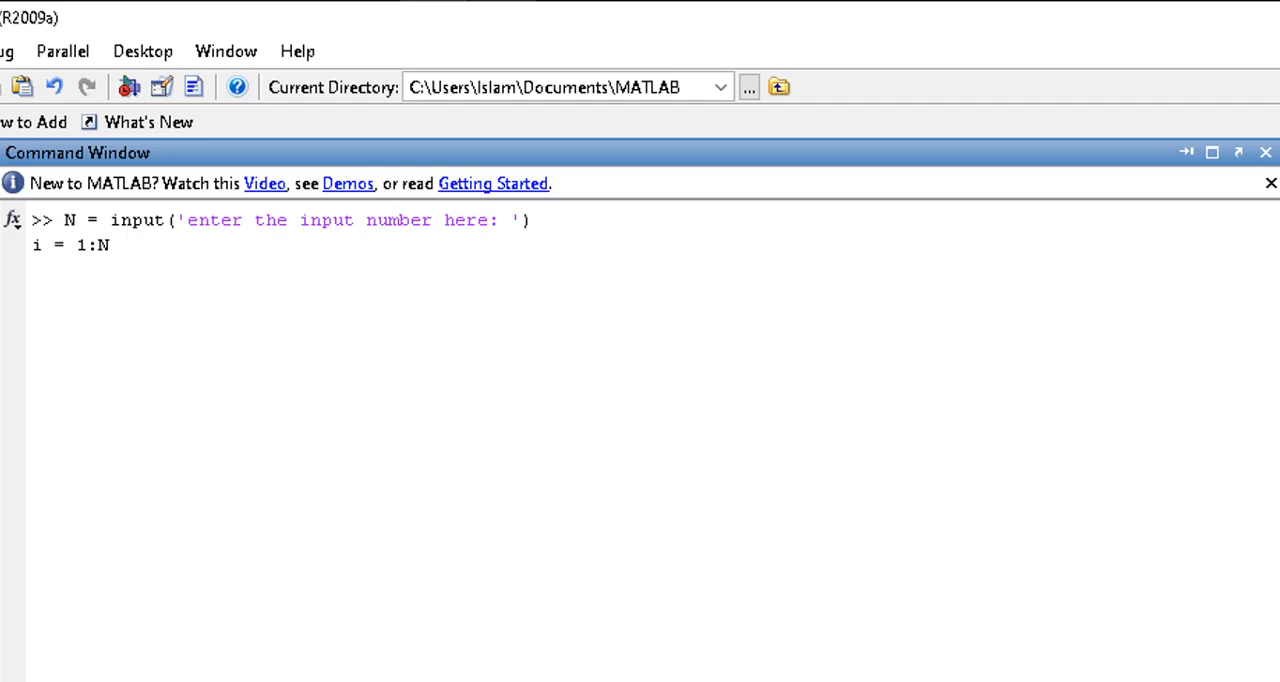 (R2009a)
ug Parallel Desktop Window Help
Current Directory: C:\Users\Islam\Documents\MATLAB ...
w to Add What's New
Command Window
New to MATLAB? Watch this Video, see Demos, or read Getting Started.
fx >> N = input('enter the input number here: ')
i = 1:N